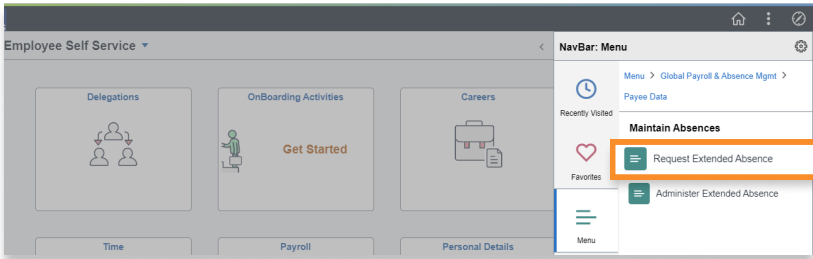 Employee Self Service
NavBar: Menu
Delegations
OnBoarding Activities
Get Started
Careers
Time
Payroll
Personal Details
Recently Visited
Favorites
Menu
Menu > Global Payroll & Absence Mgmt >
Payee Data
Maintain Absences
Request Extended Absence
Administer Extended Absence